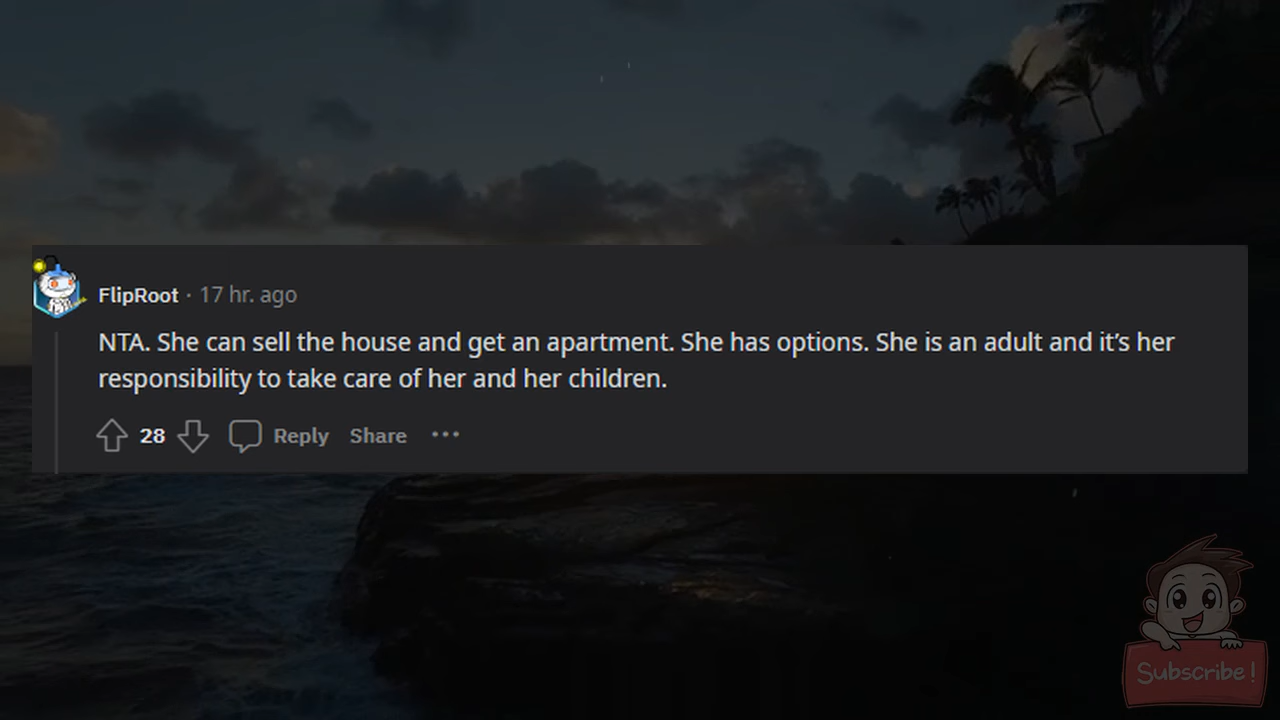 FlipRoot · 17 hr. ago
NTA. She can sell the house and get an apartment. She has options. She is an adult and it’s her
responsibility to take care of her and her children.
28 Reply Share •••
Subscribe!